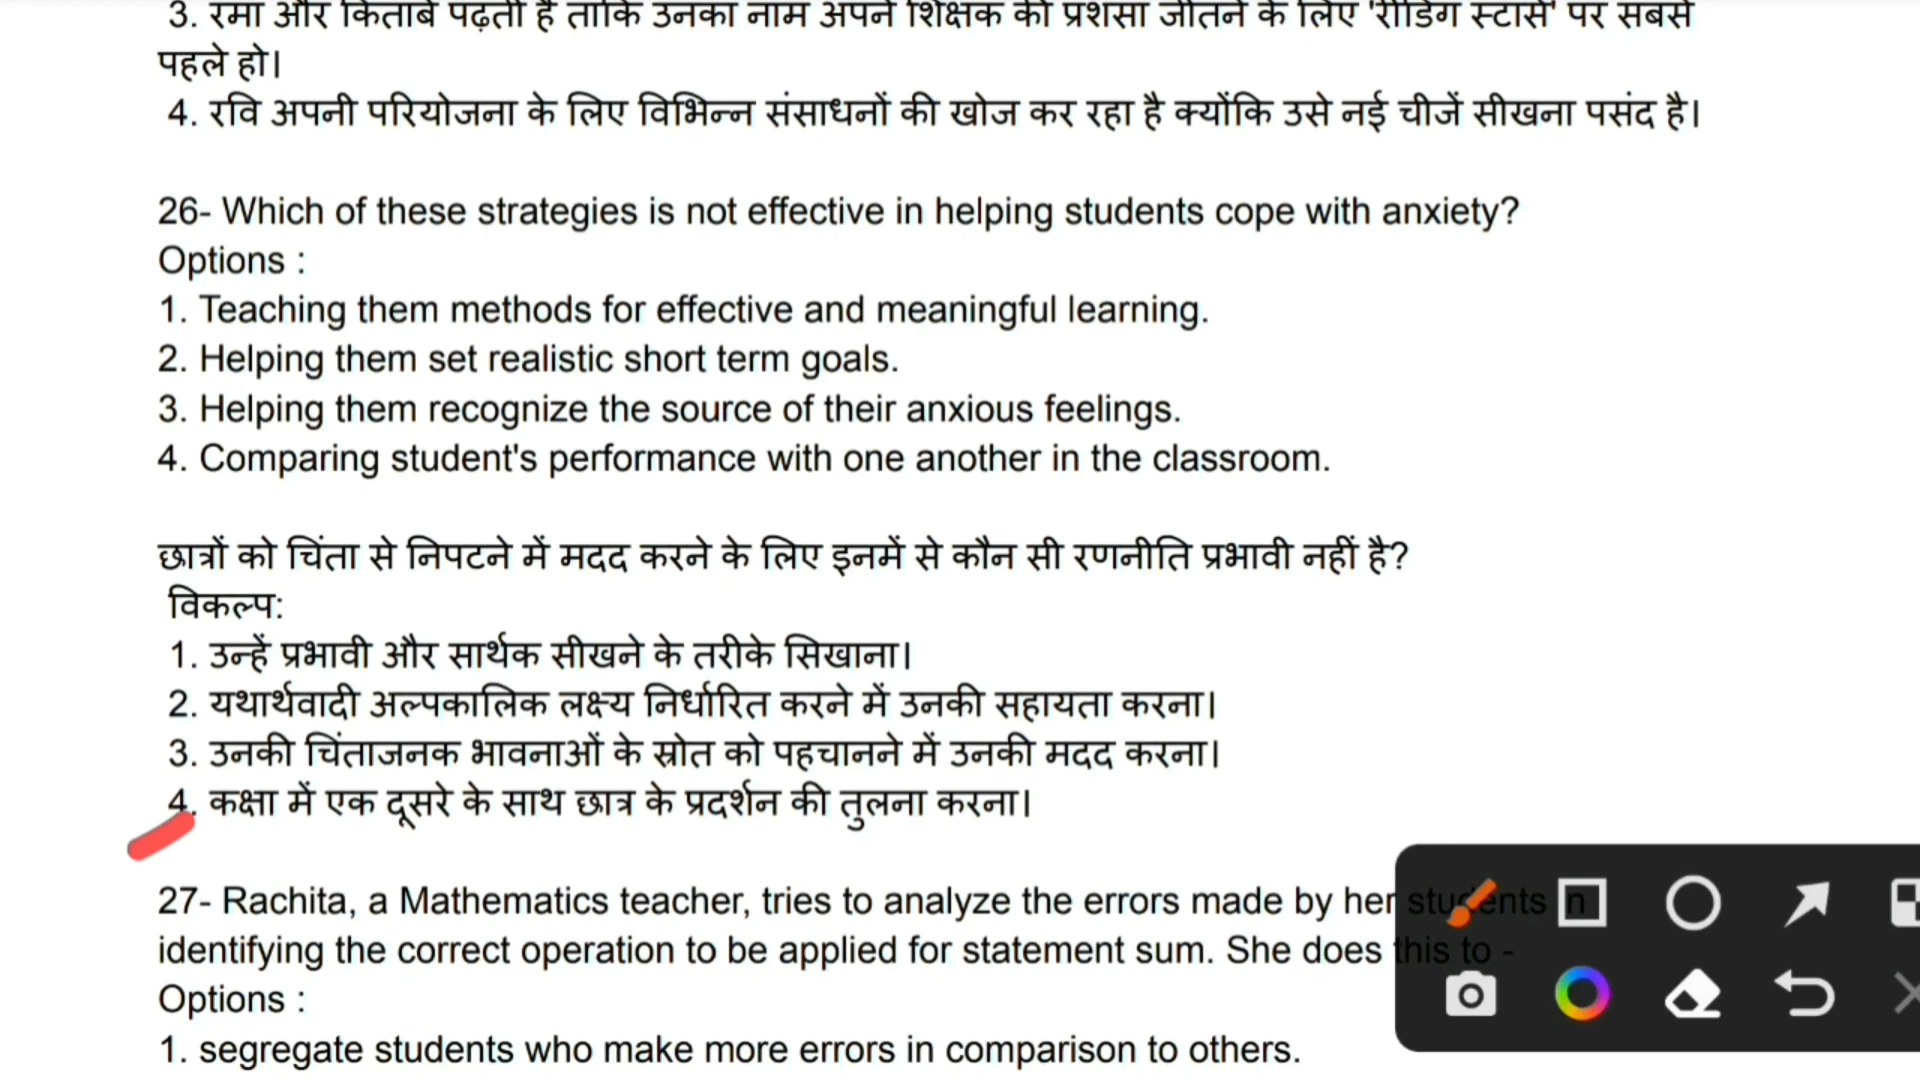 3. रमा और किताबें पढ़ती है ताकि उनका नाम अपने शिक्षक की प्रशंसा जीतने के लिए 'रीडिंग स्टार्स' पर सबसे
पहले हो।
4. रवि अपनी परियोजना के लिए विभिन्न संसाधनों की खोज कर रहा है क्योंकि उसे नई चीजें सीखना पसंद है।
26- Which of these strategies is not effective in helping students cope with anxiety?
Options :
1. Teaching them methods for effective and meaningful learning.
2. Helping them set realistic short term goals.
3. Helping them recognize the source of their anxious feelings.
4. Comparing student's performance with one another in the classroom.
छात्रों को चिंता से निपटने में मदद करने के लिए इनमें से कौन सी रणनीति प्रभावी नहीं है?
विकल्प:
1. उन्हें प्रभावी और सार्थक सीखने के तरीके सिखाना।
2. यथार्थवादी अल्पकालिक लक्ष्य निर्धारित करने में उनकी सहायता करना।
3. उनकी चिंताजनक भावनाओं के स्रोत को पहचानने में उनकी मदद करना।
4. कक्षा में एक दूसरे के साथ छात्र के प्रदर्शन की तुलना करना।
27- Rachita, a Mathematics teacher, tries to analyze the errors made by her students n
identifying the correct operation to be applied for statement sum. She does this to -
Options :
1. segregate students who make more errors in comparison to others.